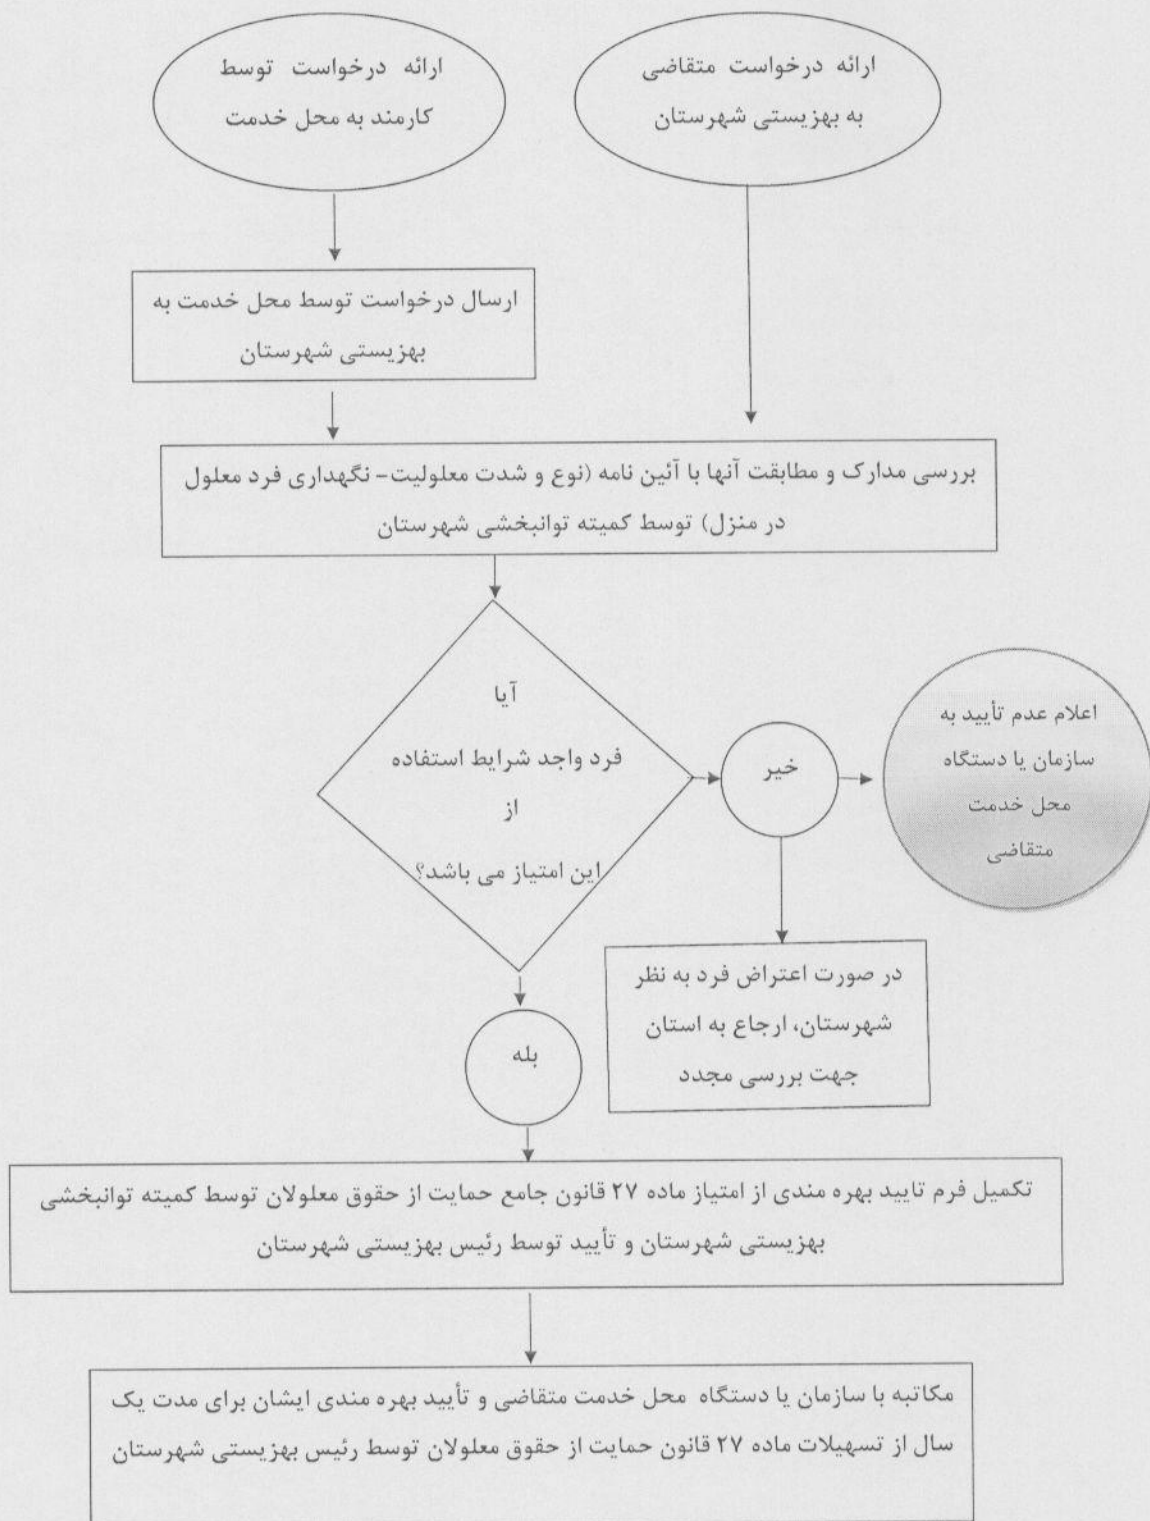 ارائه درخواست متقاضی
به بهزیستی شهرستان
ارائه درخواست توسط
کارمند به محل خدمت
ارسال درخواست توسط محل خدمت به
بهزیستی شهرستان
بررسی مدارک و مطابقت آنها با آئین نامه (نوع و شدت معلولیت- نگهداری فرد معلول
در منزل) توسط کمیته توانبخشی شهرستان
آیا
فرد واجد شرایط استفاده
از
این امتیاز می باشد؟
خیر
اعلام عدم تأیید به
سازمان یا دستگاه
محل خدمت
متقاضی
در صورت اعتراض فرد به نظر
شهرستان، ارجاع به استان
جهت بررسی مجدد
بله
تکمیل فرم تایید بهره مندی از امتیاز ماده ۲۷ قانون جامع حمایت از حقوق معلولان توسط کمیته توانبخشی
بهزیستی شهرستان و تأیید توسط رئیس بهزیستی شهرستان
مکاتبه با سازمان یا دستگاه محل خدمت متقاضی و تأیید بهره مندی ایشان برای مدت یک
سال از تسهیلات ماده ۲۷ قانون حمایت از حقوق معلولان توسط رئیس بهزیستی شهرستان